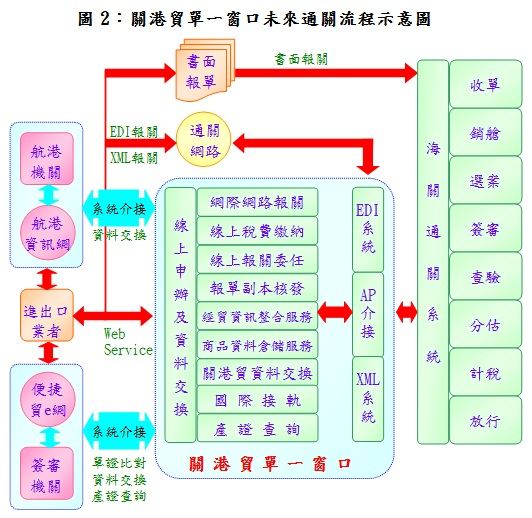 圖 2：關港貿單一窗口未來通關流程示意圖
書面
報單
書面報關
EDI報關
XML報關
通關
網路
航港
機關
航港
資訊網
系統介接
資料交換
進出口
業者
Web
Service
便捷
貿e網
簽審
機關
系統介接
單證比對
資料交換
產證查詢
線上申辦及資料交換
網際網路報關
線上稅費繳納
線上報關委任
報單副本核發
經貿資訊整合服務
商品資料倉儲服務
關港貿資料交換
國際接軌
產證查詢
EDI
系統
AP
介接
XML
系統
關港貿單一窗口
海關通關系統
收單
銷艙
選案
簽審
查驗
分估
計稅
放行